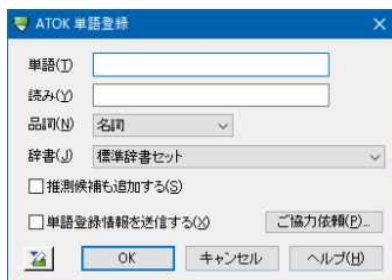 ATOK 単語登録
単語(T)
読み(Y)
品詞(N) 名詞
辞書(J) 標準辞書セット
推測候補も追加する(S)
単語登録情報を送信する(X) ご協力依頼(P)...
OK キャンセル ヘルプ(H)